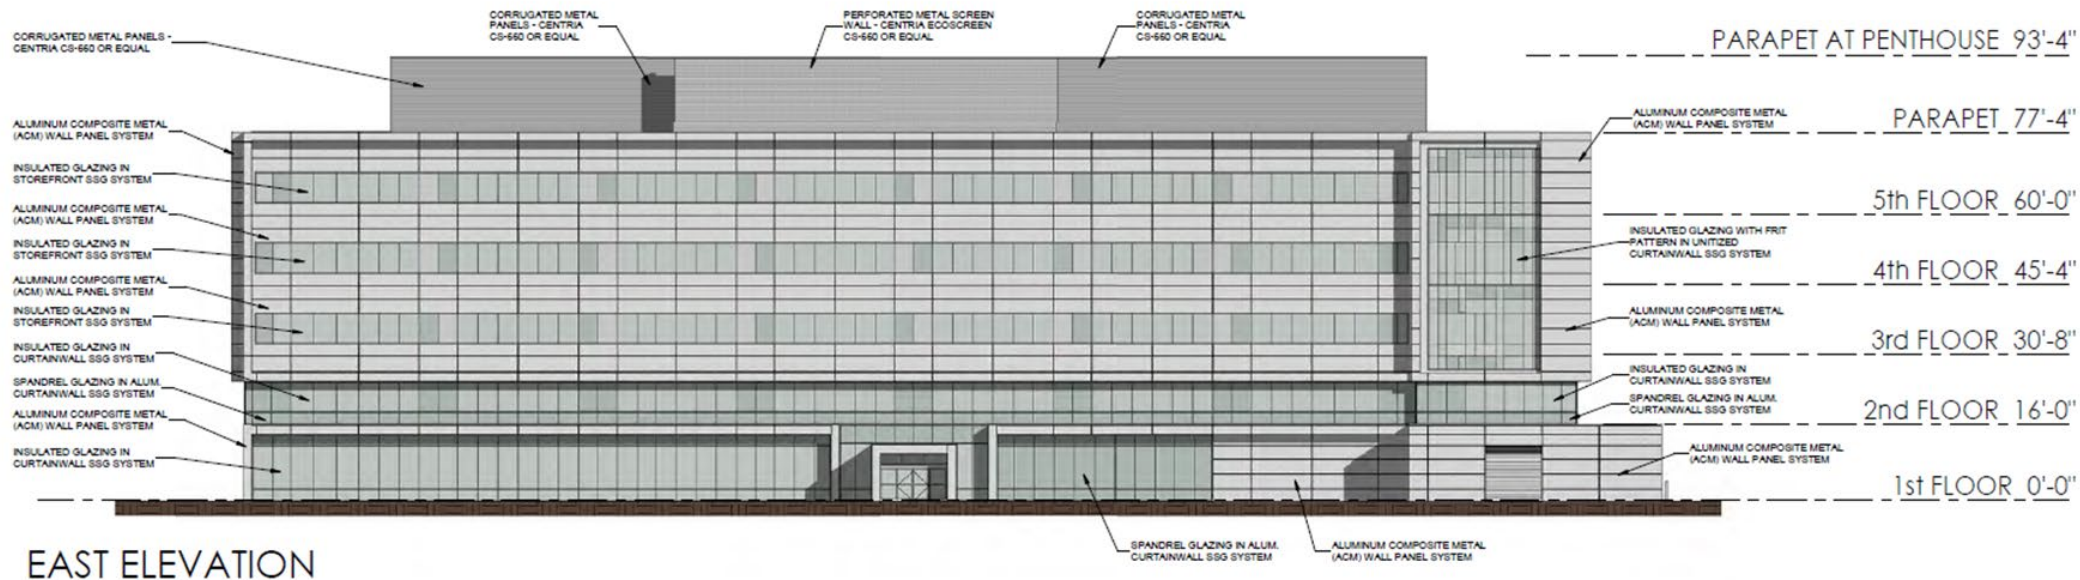 CORRUGATED METAL PANELS -
CENTRIA CS-660 OR EQUAL
CORRUGATED METAL
PANELS - CENTRIA
CS-660 OR EQUAL
PERFORATED METAL SCREEN
WALL - CENTRIA ECOSCREEN
CS-660 OR EQUAL
CORRUGATED METAL
PANELS - CENTRIA
CS-660 OR EQUAL
PARAPET AT PENTHOUSE 93'-4"
ALUMINUM COMPOSITE METAL
(ACM) WALL PANEL SYSTEM
INSULATED GLAZING IN
STOREFRONT SSG SYSTEM
ALUMINUM COMPOSITE METAL
(ACM) WALL PANEL SYSTEM
INSULATED GLAZING IN
STOREFRONT SSG SYSTEM
ALUMINUM COMPOSITE METAL
(ACM) WALL PANEL SYSTEM
INSULATED GLAZING IN
STOREFRONT SSG SYSTEM
INSULATED GLAZING IN
CURTAINWALL SSG SYSTEM
SPANDREL GLAZING IN ALUM.
CURTAINWALL SSG SYSTEM
ALUMINUM COMPOSITE METAL
(ACM) WALL PANEL SYSTEM
INSULATED GLAZING IN
CURTAINWALL SSG SYSTEM
ALUMINUM COMPOSITE METAL
(ACM) WALL PANEL SYSTEM
PARAPET 77'-4"
5th FLOOR 60'-0"
INSULATED GLAZING WITH FRIT
PATTERN IN UNITIZED
CURTAINWALL SSG SYSTEM
4th FLOOR 45'-4"
ALUMINUM COMPOSITE METAL
(ACM) WALL PANEL SYSTEM
3rd FLOOR 30'-8"
INSULATED GLAZING IN
CURTAINWALL SSG SYSTEM
SPANDREL GLAZING IN ALUM.
CURTAINWALL SSG SYSTEM
2nd FLOOR 16'-0"
ALUMINUM COMPOSITE METAL
(ACM) WALL PANEL SYSTEM
1st FLOOR 0'-0"
SPANDREL GLAZING IN ALUM.
CURTAINWALL SSG SYSTEM
ALUMINUM COMPOSITE METAL
(ACM) WALL PANEL SYSTEM
EAST ELEVATION